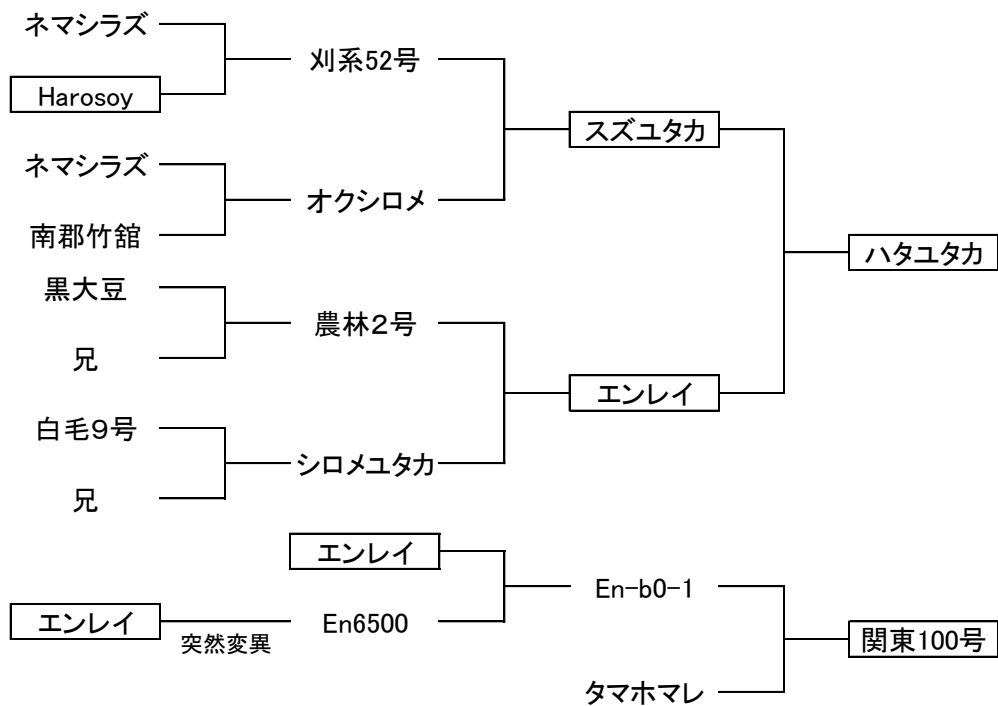 ネマシラズ
刈系52号
Harosoy
スズユタカ
ネマシラズ
オクシロメ
南郡竹舘
ハタユタカ
黒大豆
農林２号
兄
エンレイ
白毛９号
シロメユタカ
兄
エンレイ
En-b0-1
エンレイ
突然変異
En6500
関東100号
タマホマレ